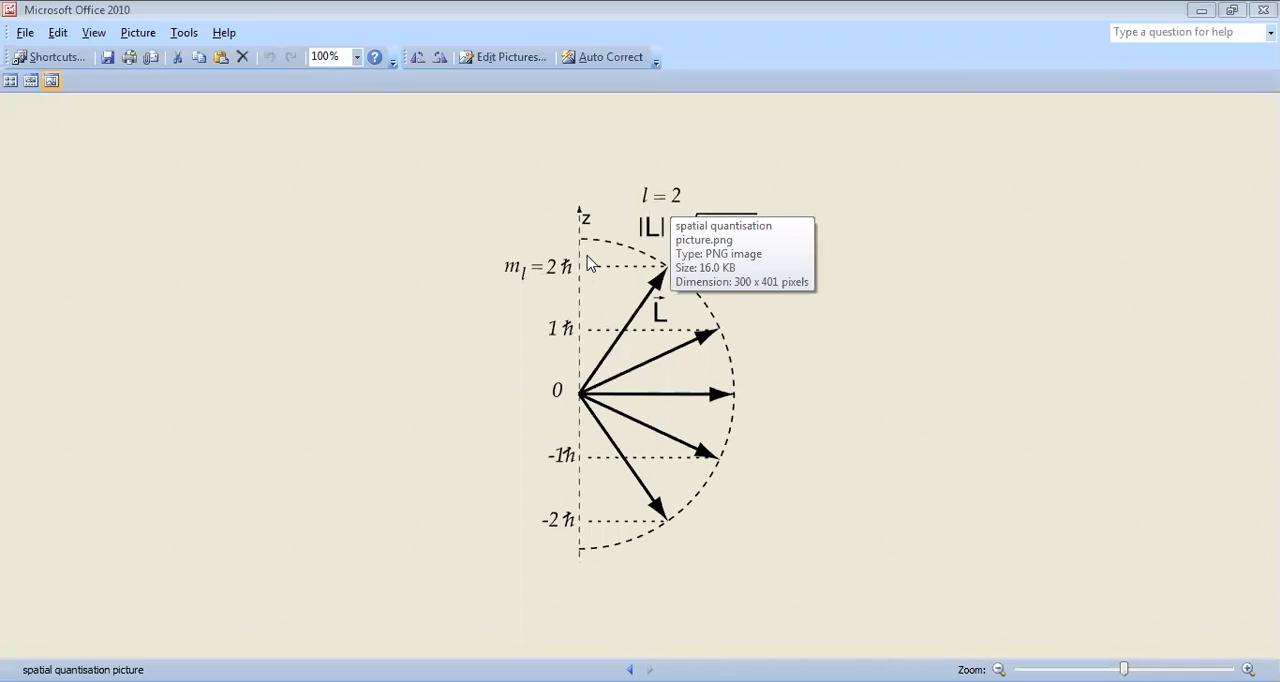 Microsoft Office 2010
File Edit View Picture Tools Help
Type a question for help
Shortcuts... 100% Edit Pictures... Auto Correct
l = 2
z
|L|
spatial quantisation
picture.png
Type: PNG image
Size: 16.0 KB
Dimension: 300 x 401 pixels
mₗ = 2 ħ
L⃗
1 ħ
0
-1ħ
-2 ħ
spatial quantisation picture
Zoom: